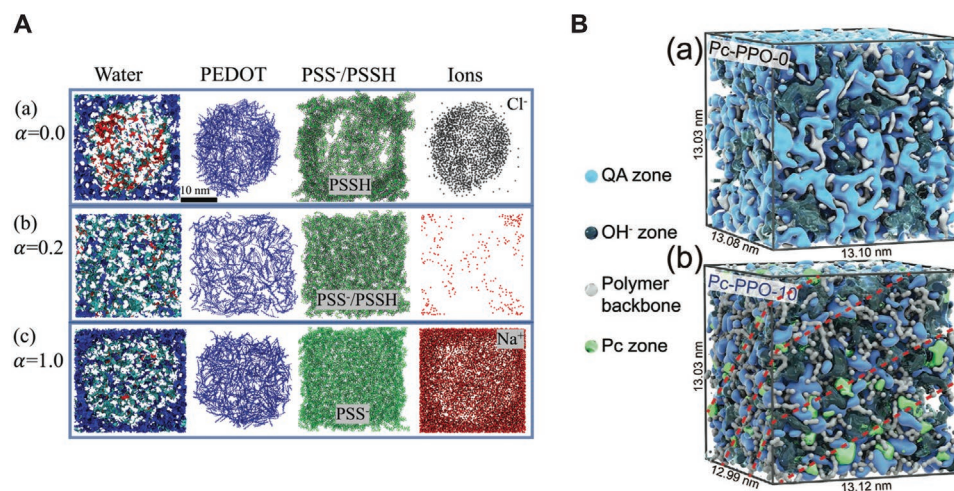 A
Water PEDOT PSS⁻/PSSH Ions
(a)
α=0.0
10 nm
PSSH
Cl⁻
(b)
α=0.2
PSS⁻/PSSH
(c)
α=1.0
PSS⁻
Na⁺
B
(a)
Pc-PPO-0
13.03 nm
13.08 nm
13.10 nm
QA zone
OH⁻ zone
Polymer
backbone
Pc zone
(b)
Pc-PPO-10
13.03 nm
12.99 nm
13.12 nm